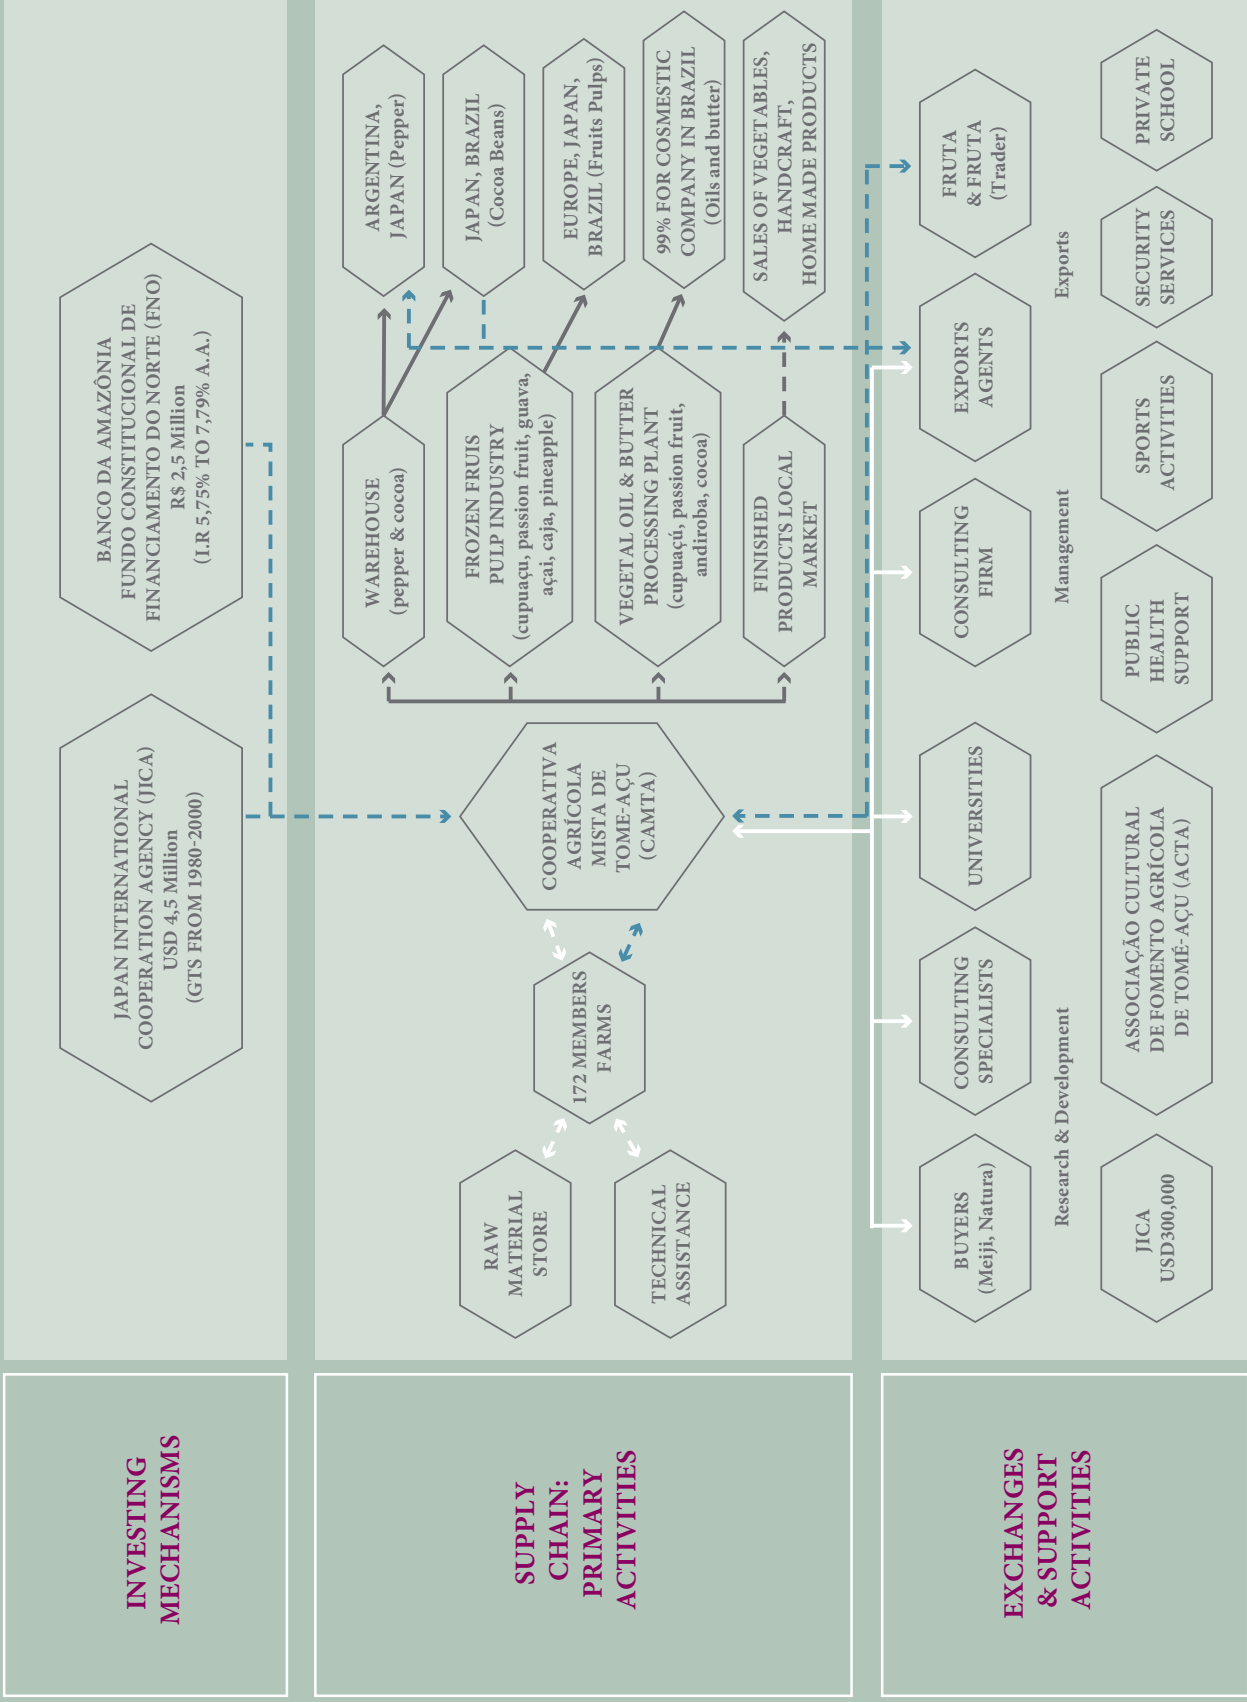 INVESTING
MECHANISMS
JAPAN INTERNATIONAL
COOPERATION AGENCY (JICA)
USD 4,5 Million
(GTS FROM 1980-2000)
BANCO DA AMAZÔNIA
FUNDO CONSTITUCIONAL DE
FINANCIAMENTO DO NORTE (FNO)
R$ 2,5 Million
(I.R 5,75% TO 7,79% A.A.)
SUPPLY
CHAIN:
PRIMARY
ACTIVITIES
RAW
MATERIAL
STORE
TECHNICAL
ASSISTANCE
172 MEMBERS
FARMS
COOPERATIVA
AGRÍCOLA
MISTA DE
TOME-AÇU
(CAMTA)
WAREHOUSE
(pepper & cocoa)
FROZEN FRUIS
PULP INDUSTRY
(cupuaçu, passion fruit, guava,
açai, caja, pineapple)
VEGETAL OIL & BUTTER
PROCESSING PLANT
(cupuaçú, passion fruit,
andiroba, cocoa)
FINISHED
PRODUCTS LOCAL
MARKET
ARGENTINA,
JAPAN (Pepper)
JAPAN, BRAZIL
(Cocoa Beans)
EUROPE, JAPAN,
BRAZIL (Fruits Pulps)
99% FOR COSMESTIC
COMPANY IN BRAZIL
(Oils and butter)
SALES OF VEGETABLES,
HANDCRAFT,
HOME MADE PRODUCTS
EXCHANGES
& SUPPORT
ACTIVITIES
BUYERS
(Meiji, Natura)
CONSULTING
SPECIALISTS
UNIVERSITIES
CONSULTING
FIRM
EXPORTS
AGENTS
FRUTA
& FRUTA
(Trader)
Research & Development
Management
Exports
JICA
USD300,000
ASSOCIAÇÃO CULTURAL
DE FOMENTO AGRÍCOLA
DE TOMÉ-AÇU (ACTA)
PUBLIC
HEALTH
SUPPORT
SPORTS
ACTIVITIES
SECURITY
SERVICES
PRIVATE
SCHOOL